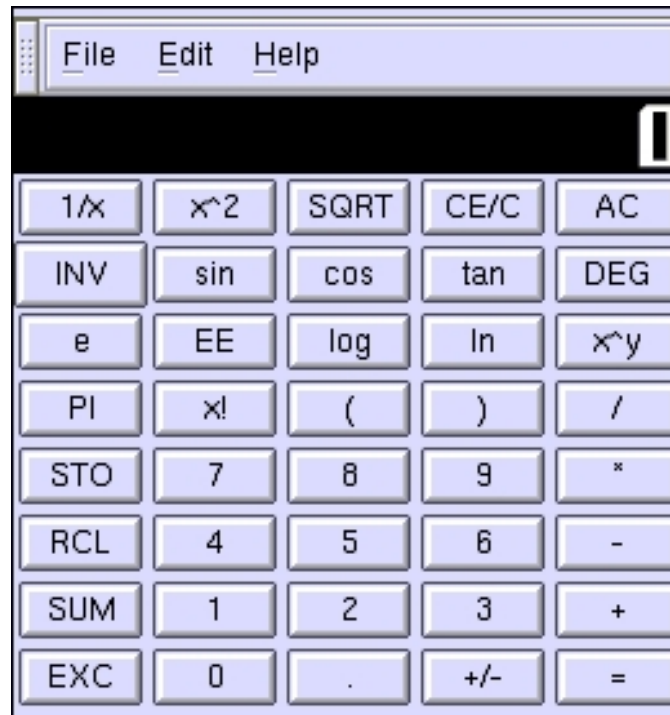 File Edit Help
0
1/x x^2 SQRT CE/C AC
INV sin cos tan DEG
e EE log ln x^y
PI x! ( ) /
STO 7 8 9 *
RCL 4 5 6 -
SUM 1 2 3 +
EXC 0 . +/- =